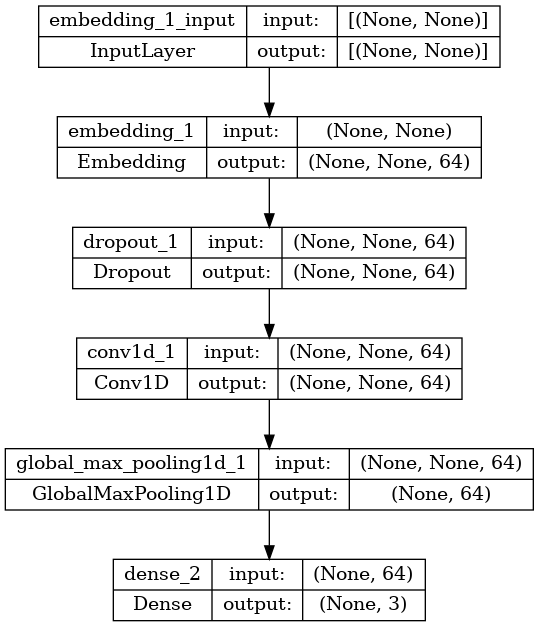 embedding_1_input input: [(None, None)]
InputLayer output: [(None, None)]
embedding_1 input: (None, None)
Embedding output: (None, None, 64)
dropout_1 input: (None, None, 64)
Dropout output: (None, None, 64)
conv1d_1 input: (None, None, 64)
Conv1D output: (None, None, 64)
global_max_pooling1d_1 input: (None, None, 64)
GlobalMaxPooling1D output: (None, 64)
dense_2 input: (None, 64)
Dense output: (None, 3)